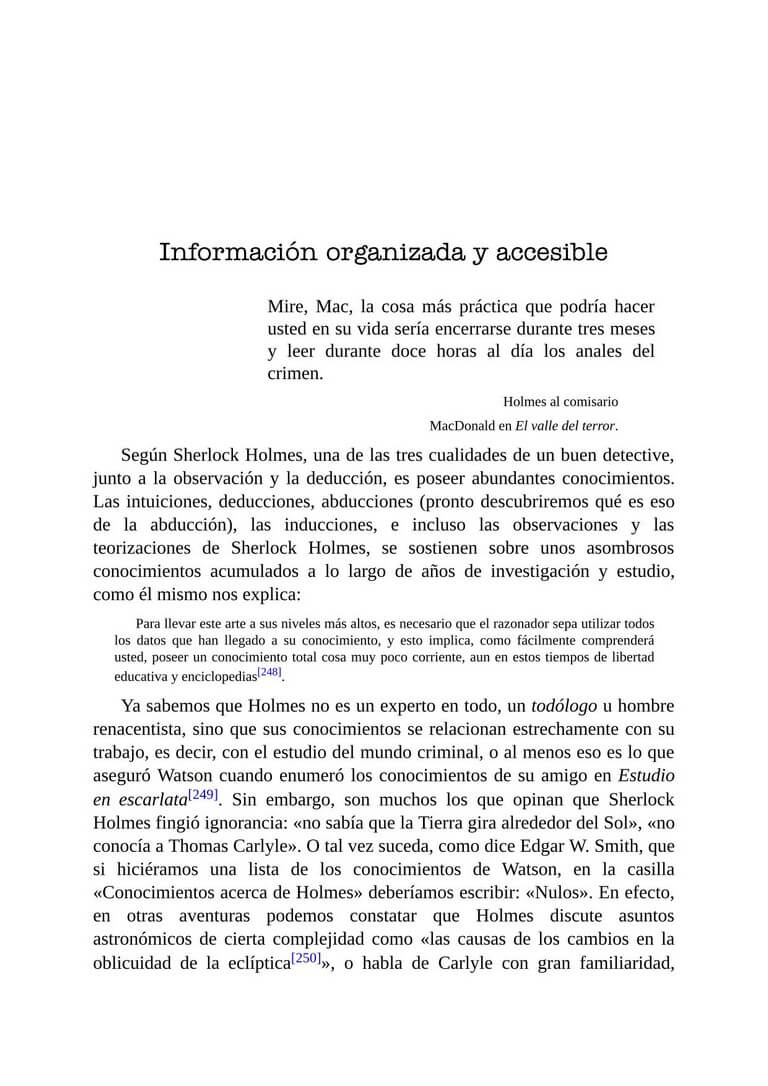 Información organizada y accesible
Mire, Mac, la cosa más práctica que podría hacer
usted en su vida sería encerrarse durante tres meses
y leer durante doce horas al día los anales del
crimen.
Holmes al comisario
MacDonald en El valle del terror.
Según Sherlock Holmes, una de las tres cualidades de un buen detective,
junto a la observación y la deducción, es poseer abundantes conocimientos.
Las intuiciones, deducciones, abducciones (pronto descubriremos qué es eso
de la abducción), las inducciones, e incluso las observaciones y las
teorizaciones de Sherlock Holmes, se sostienen sobre unos asombrosos
conocimientos acumulados a lo largo de años de investigación y estudio,
como él mismo nos explica:
Para llevar este arte a sus niveles más altos, es necesario que el razonador sepa utilizar todos
los datos que han llegado a su conocimiento, y esto implica, como fácilmente comprenderá
usted, poseer un conocimiento total cosa muy poco corriente, aun en estos tiempos de libertad
educativa y enciclopedias[248].
Ya sabemos que Holmes no es un experto en todo, un todólogo u hombre
renacentista, sino que sus conocimientos se relacionan estrechamente con su
trabajo, es decir, con el estudio del mundo criminal, o al menos eso es lo que
aseguró Watson cuando enumeró los conocimientos de su amigo en Estudio
en escarlata[249]. Sin embargo, son muchos los que opinan que Sherlock
Holmes fingió ignorancia: «no sabía que la Tierra gira alrededor del Sol», «no
conocía a Thomas Carlyle». O tal vez suceda, como dice Edgar W. Smith, que
si hiciéramos una lista de los conocimientos de Watson, en la casilla
«Conocimientos acerca de Holmes» deberíamos escribir: «Nulos». En efecto,
en otras aventuras podemos constatar que Holmes discute asuntos
astronómicos de cierta complejidad como «las causas de los cambios en la
oblicuidad de la eclíptica[250]», o habla de Carlyle con gran familiaridad,